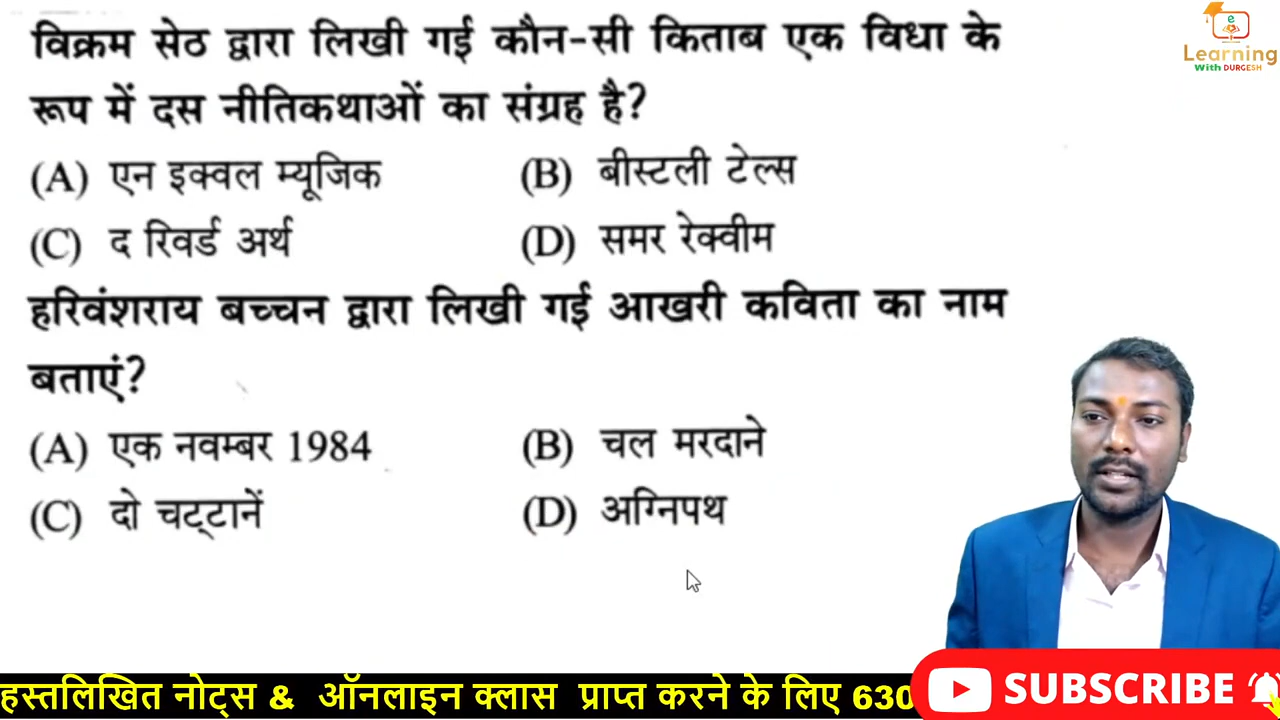 विक्रम सेठ द्वारा लिखी गई कौन-सी किताब एक विधा के
रूप में दस नीतिकथाओं का संग्रह है?
(A) एन इक्वल म्यूजिक (B) बीस्टली टेल्स
(C) द रिवर्ड अर्थ (D) समर रेक्वीम
हरिवंशराय बच्चन द्वारा लिखी गई आखरी कविता का नाम
बताएं?
(A) एक नवम्बर 1984 (B) चल मरदाने
(C) दो चट्टानें (D) अग्निपथ
e
Learning
With DURGESH
हस्तलिखित नोट्स & ऑनलाइन क्लास प्राप्त करने के लिए 630
SUBSCRIBE